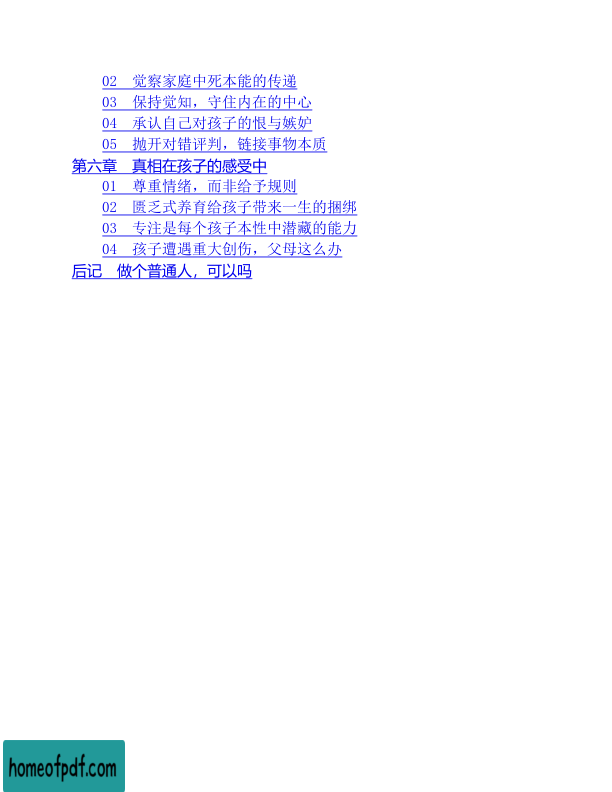 02 觉察家庭中死本能的传递
03 保持觉知，守住内在的中心
04 承认自己对孩子的恨与嫉妒
05 抛开对错评判，链接事物本质
第六章 真相在孩子的感受中
01 尊重情绪，而非给予规则
02 匮乏式养育给孩子带来一生的捆绑
03 专注是每个孩子本性中潜藏的能力
04 孩子遭遇重大创伤，父母这么办
后记 做个普通人，可以吗
homeofpdf.com